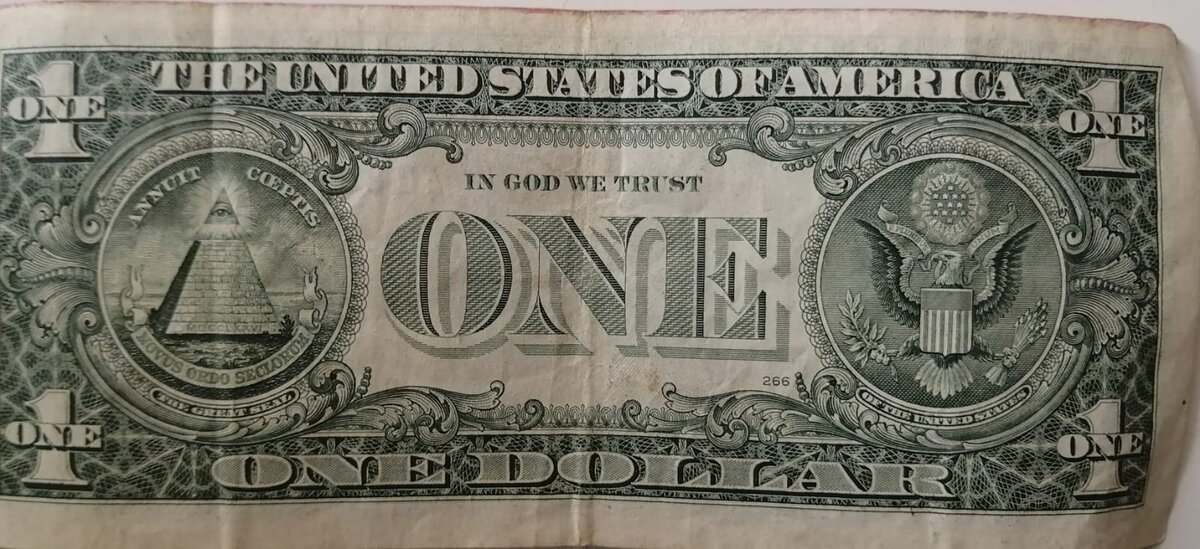 1
ONE
THE UNITED STATES OF AMERICA
1
ONE
ANNUIT CŒPTIS
IN GOD WE TRUST
ONE
MDCCLXXVI
NOVUS ORDO SECLORUM
THE GREAT SEAL
266
OF THE UNITED STATES
1
ONE
ONE DOLLAR
1
ONE